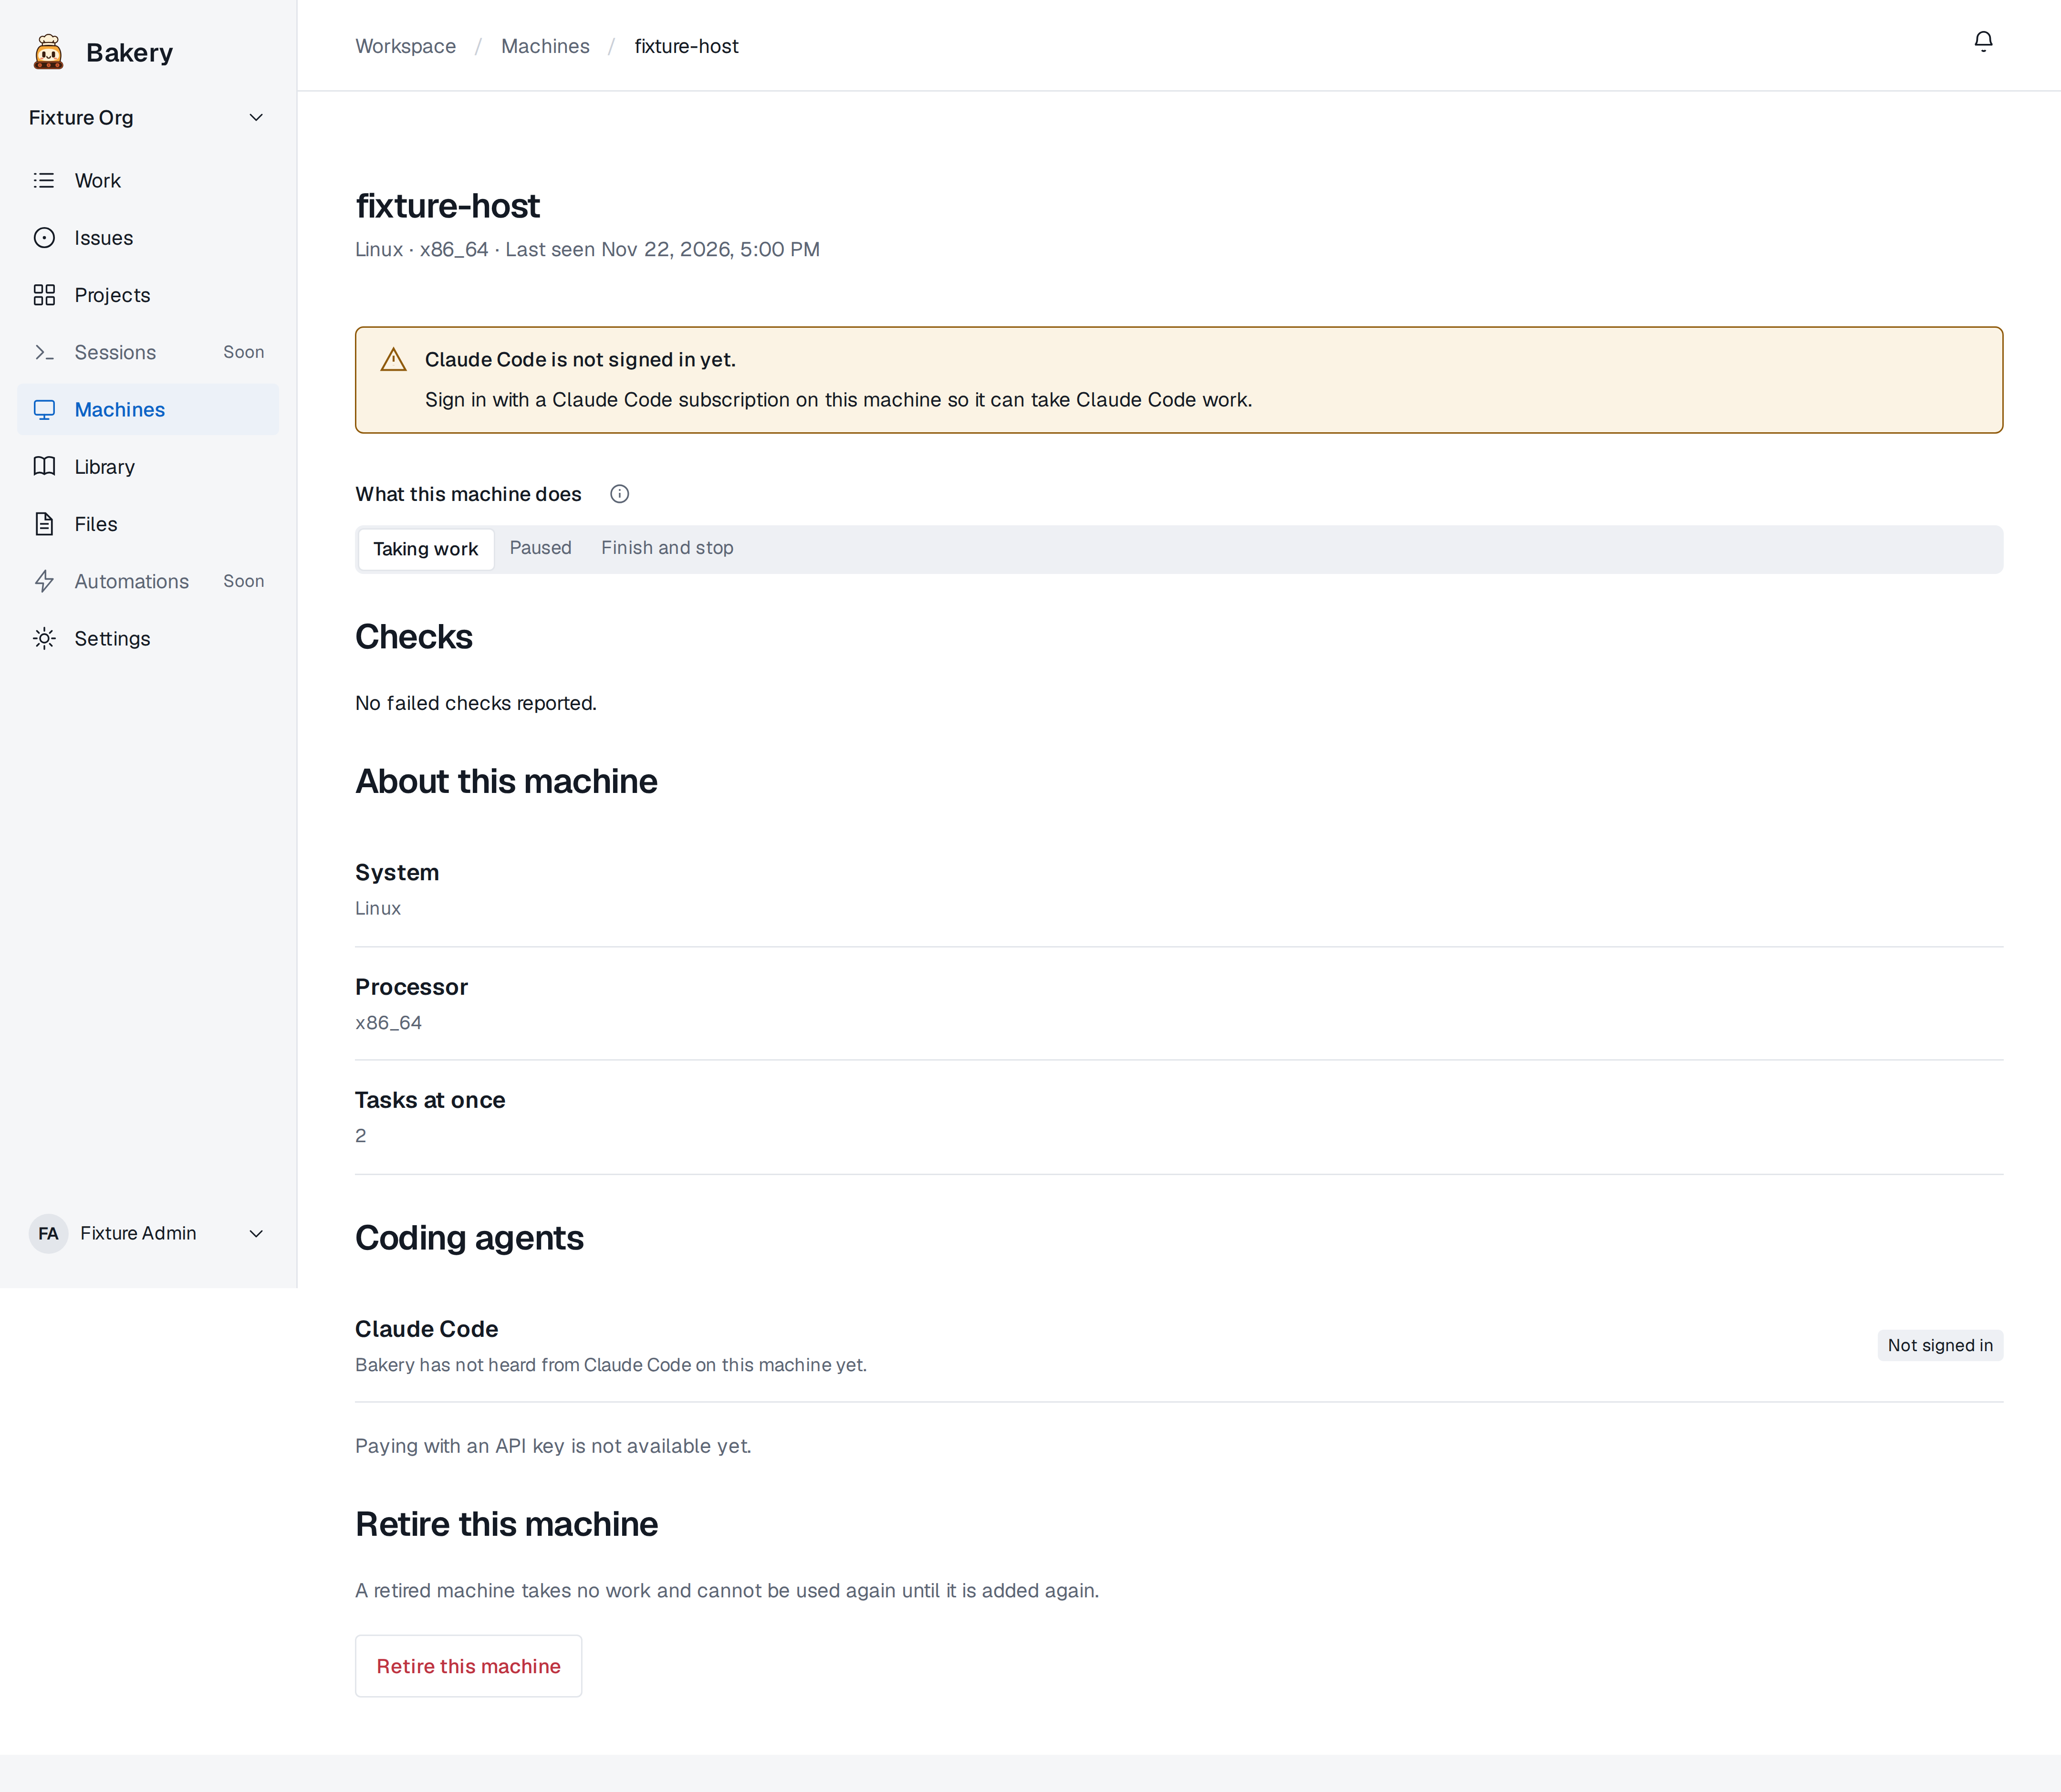 Bakery
Fixture Org
Work
Issues
Projects
Sessions Soon
Machines
Library
Files
Automations Soon
Settings
FA Fixture Admin
Workspace / Machines / fixture-host
fixture-host
Linux · x86_64 · Last seen Nov 22, 2026, 5:00 PM
Claude Code is not signed in yet.
Sign in with a Claude Code subscription on this machine so it can take Claude Code work.
What this machine does
Taking work Paused Finish and stop
Checks
No failed checks reported.
About this machine
System
Linux
Processor
x86_64
Tasks at once
2
Coding agents
Claude Code
Bakery has not heard from Claude Code on this machine yet.
Not signed in
Paying with an API key is not available yet.
Retire this machine
A retired machine takes no work and cannot be used again until it is added again.
Retire this machine